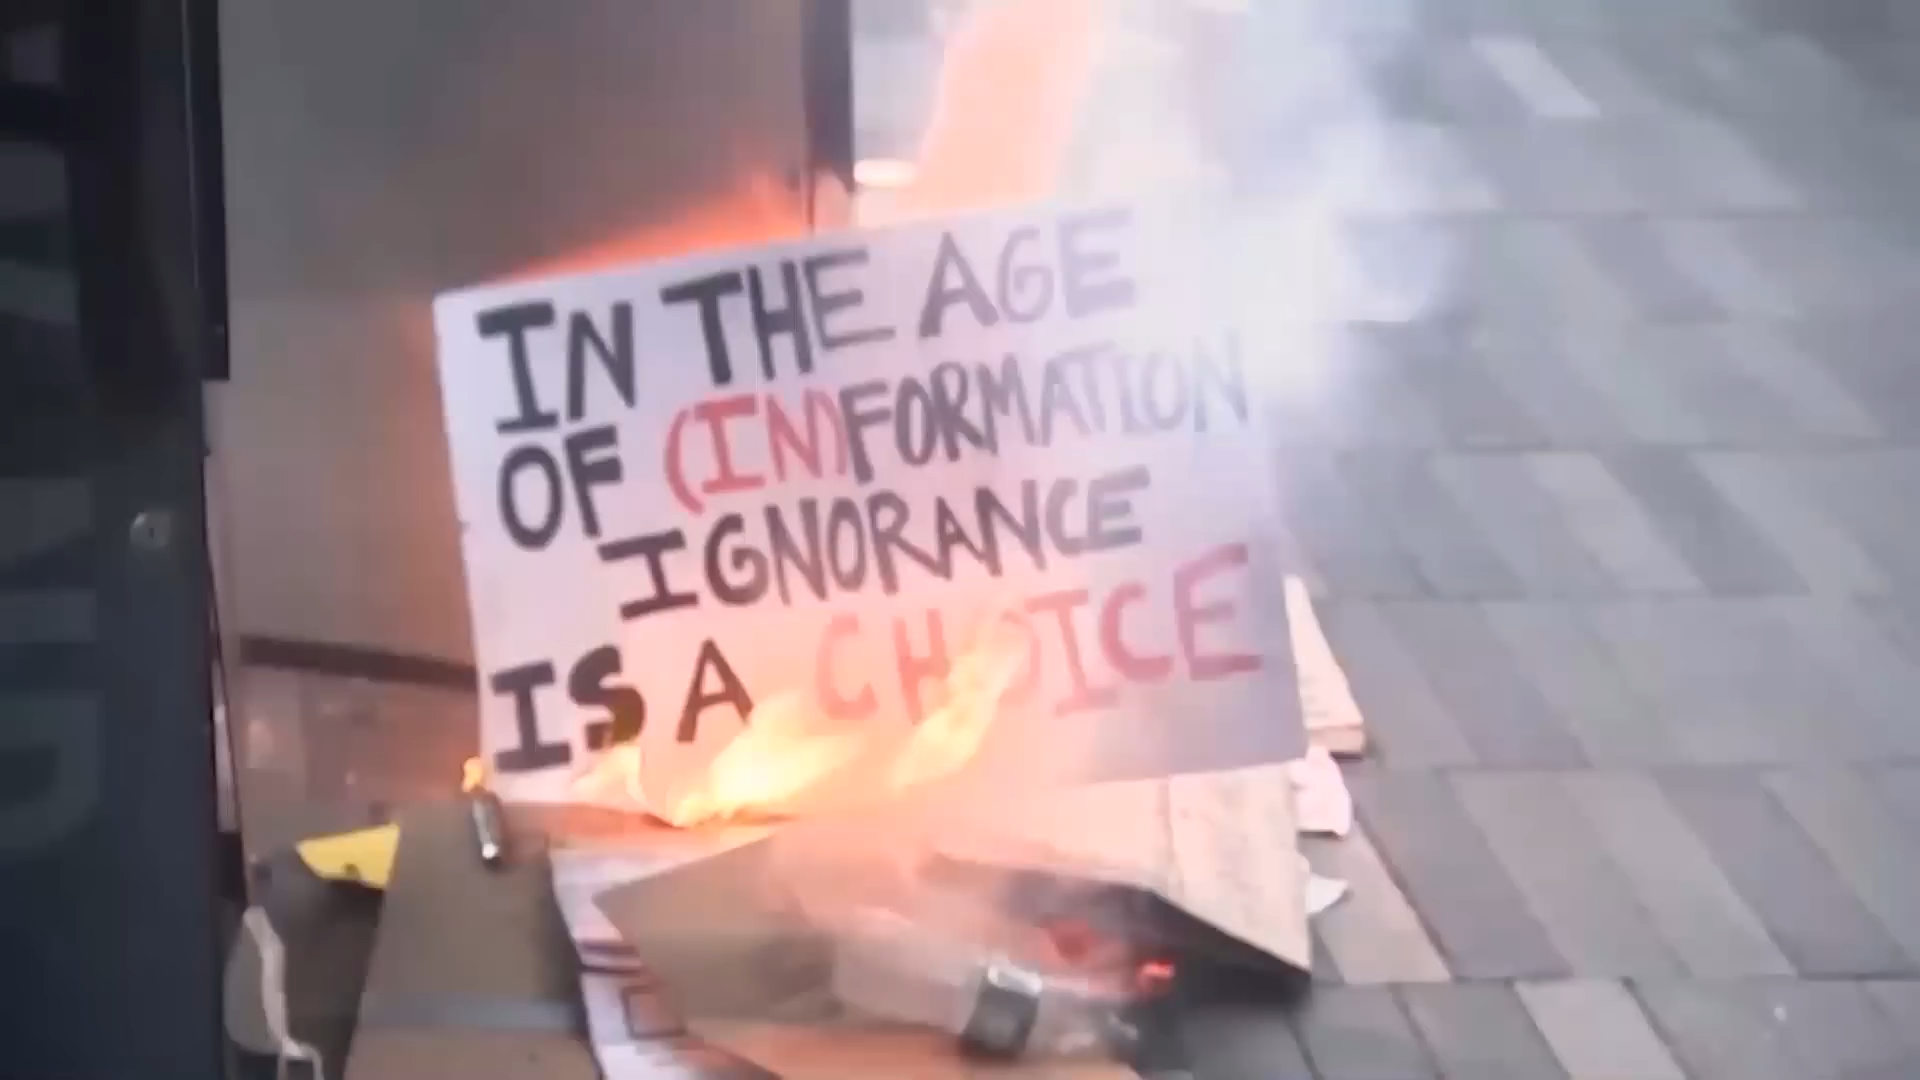 IN THE AGE
OF (IN)FORMATION
IGNORANCE
IS A CHOICE